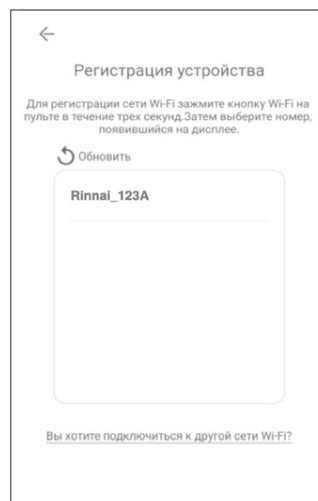 Регистрация устройства
Для регистрации сети Wi-Fi зажмите кнопку Wi-Fi на
пульте в течение трех секунд.Затем выберите номер,
появившийся на дисплее.
Обновить
Rinnai_123A
Вы хотите подключиться к другой сети Wi-Fi?